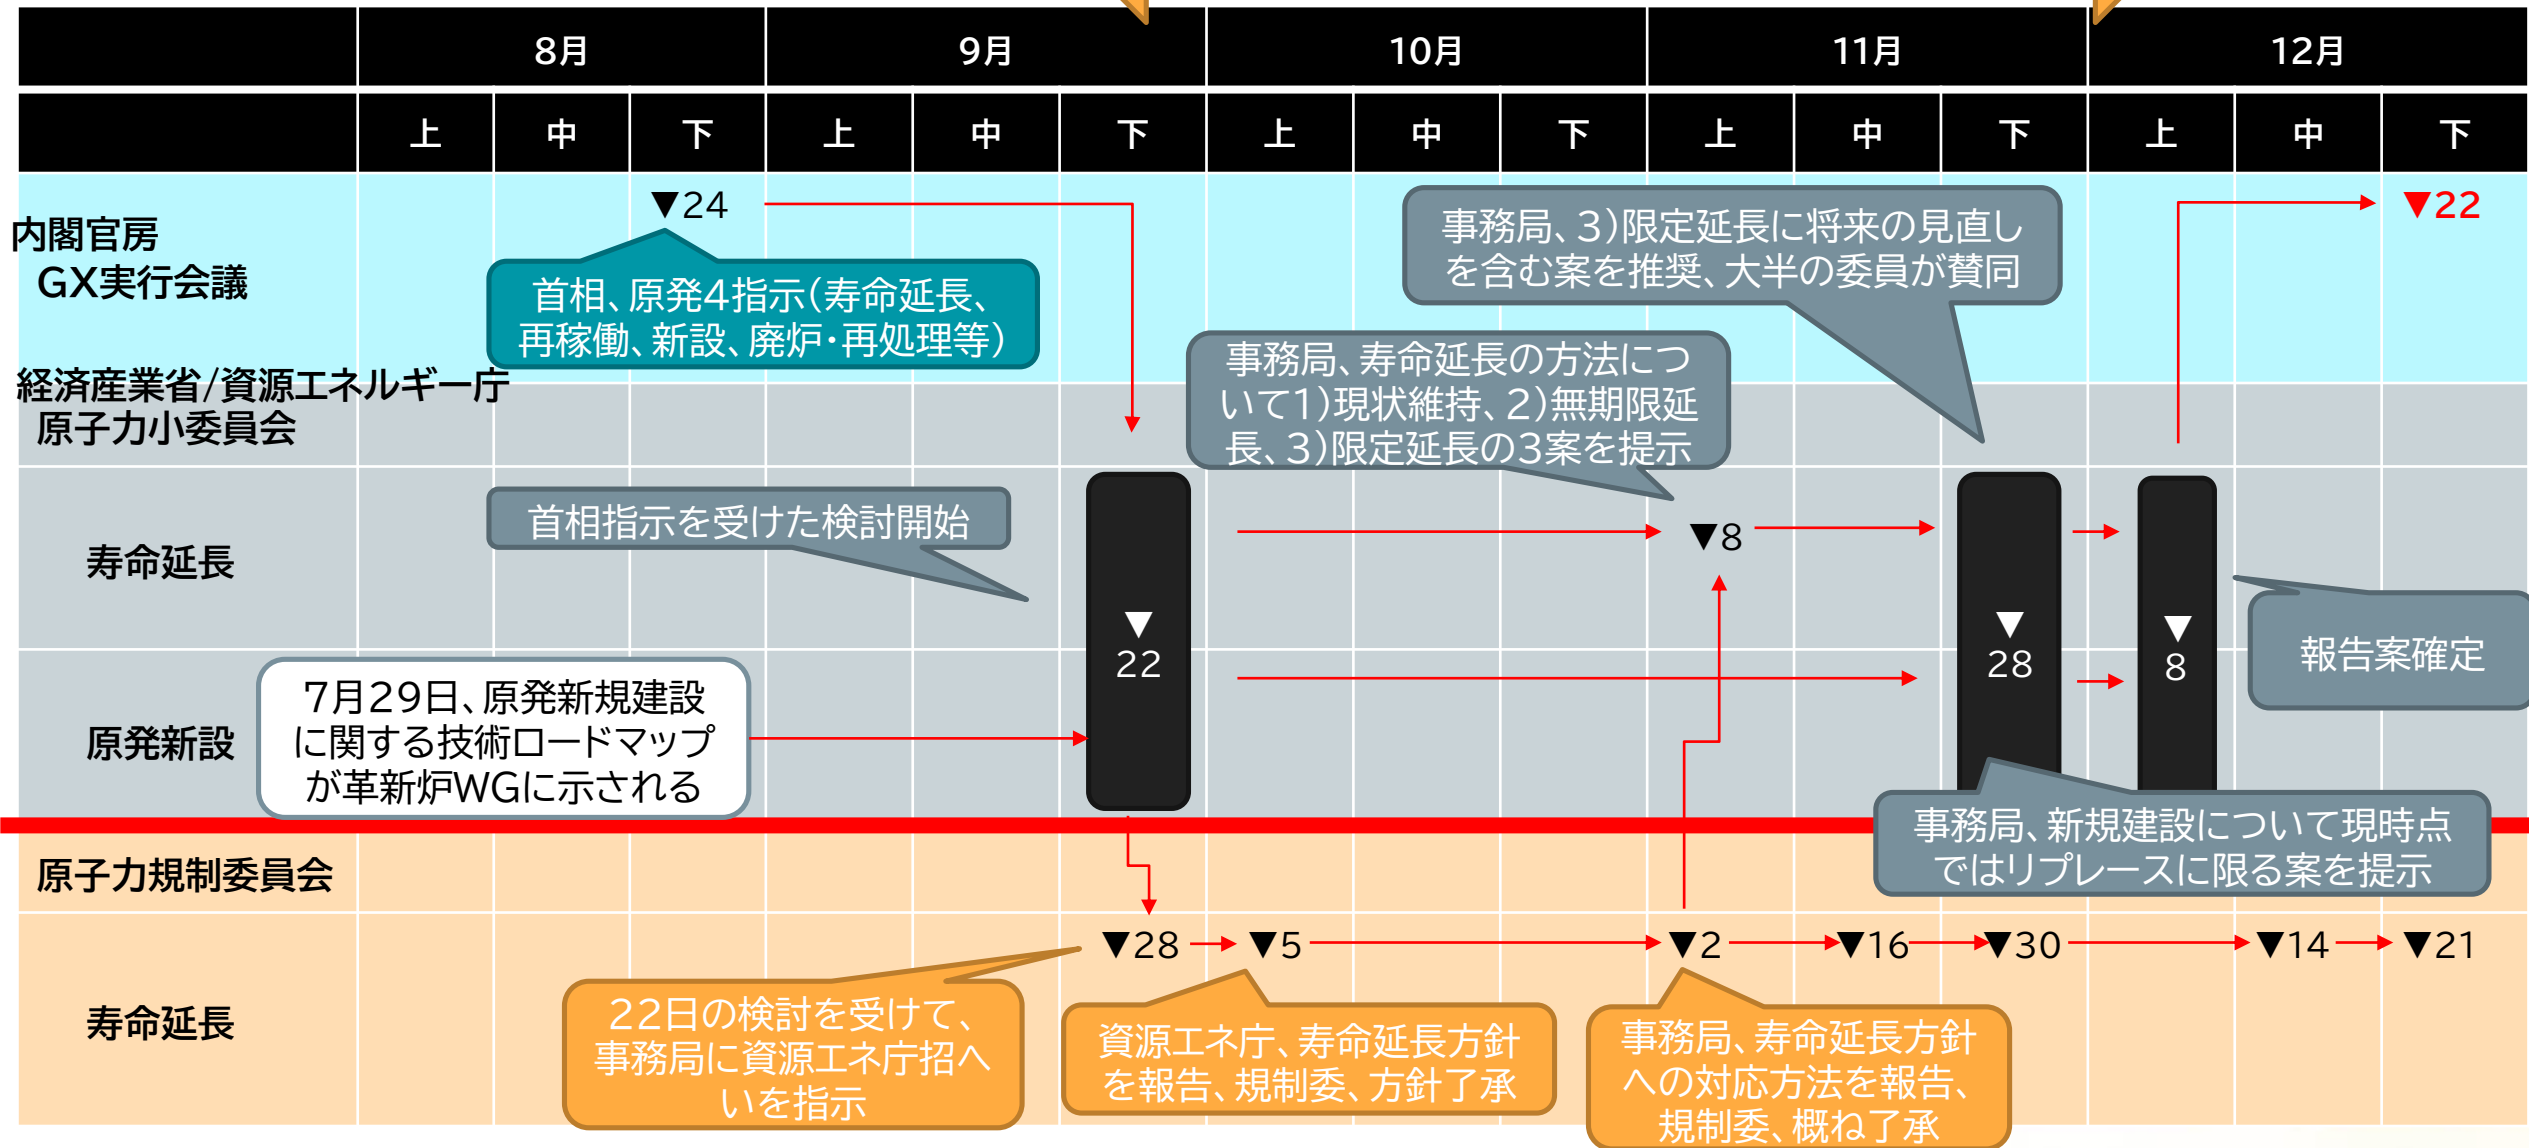 8月
9月
10月
11月
12月
上
中
下
上
中
下
上
中
下
上
中
下
上
中
下
内閣官房
GX実行会議
▼24
▼22
首相、原発4指示(寿命延長、
再稼働、新設、廃炉・再処理等)
事務局、3)限定延長に将来の見直し
を含む案を推奨、大半の委員が賛同
経済産業省/資源エネルギー庁
原子力小委員会
事務局、寿命延長の方法につ
いて1)現状維持、2)無期限延
長、3)限定延長の3案を提示
寿命延長
首相指示を受けた検討開始
▼
22
▼8
▼
28
▼
8
報告案確定
原発新設
7月29日、原発新規建設
に関する技術ロードマップ
が革新炉WGに示される
事務局、新規建設について現時点
ではリプレースに限る案を提示
原子力規制委員会
寿命延長
▼28
▼5
▼2
▼16
▼30
▼14
▼21
22日の検討を受けて、
事務局に資源エネ庁招へ
いを指示
資源エネ庁、寿命延長方針
を報告、規制委、方針了承
事務局、寿命延長方針
への対応方法を報告、
規制委、概ね了承